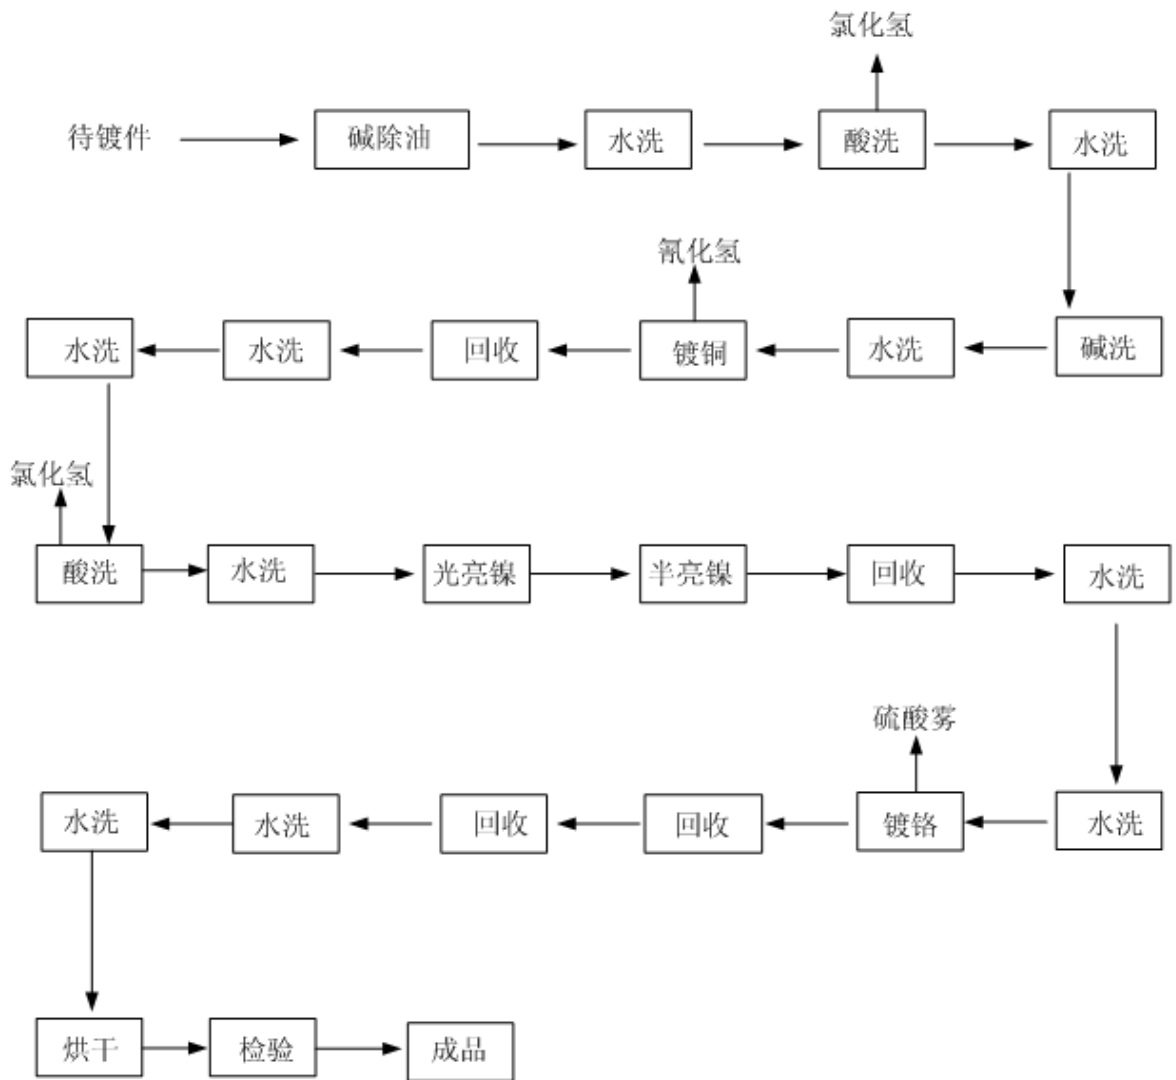 氯化氢
待镀件 碱除油 水洗 酸洗 水洗
氰化氢
水洗 水洗 回收 镀铜 水洗 碱洗
氯化氢
酸洗 水洗 光亮镍 半亮镍 回收 水洗
硫酸雾
水洗 水洗 回收 回收 镀铬 水洗
烘干 检验 成品